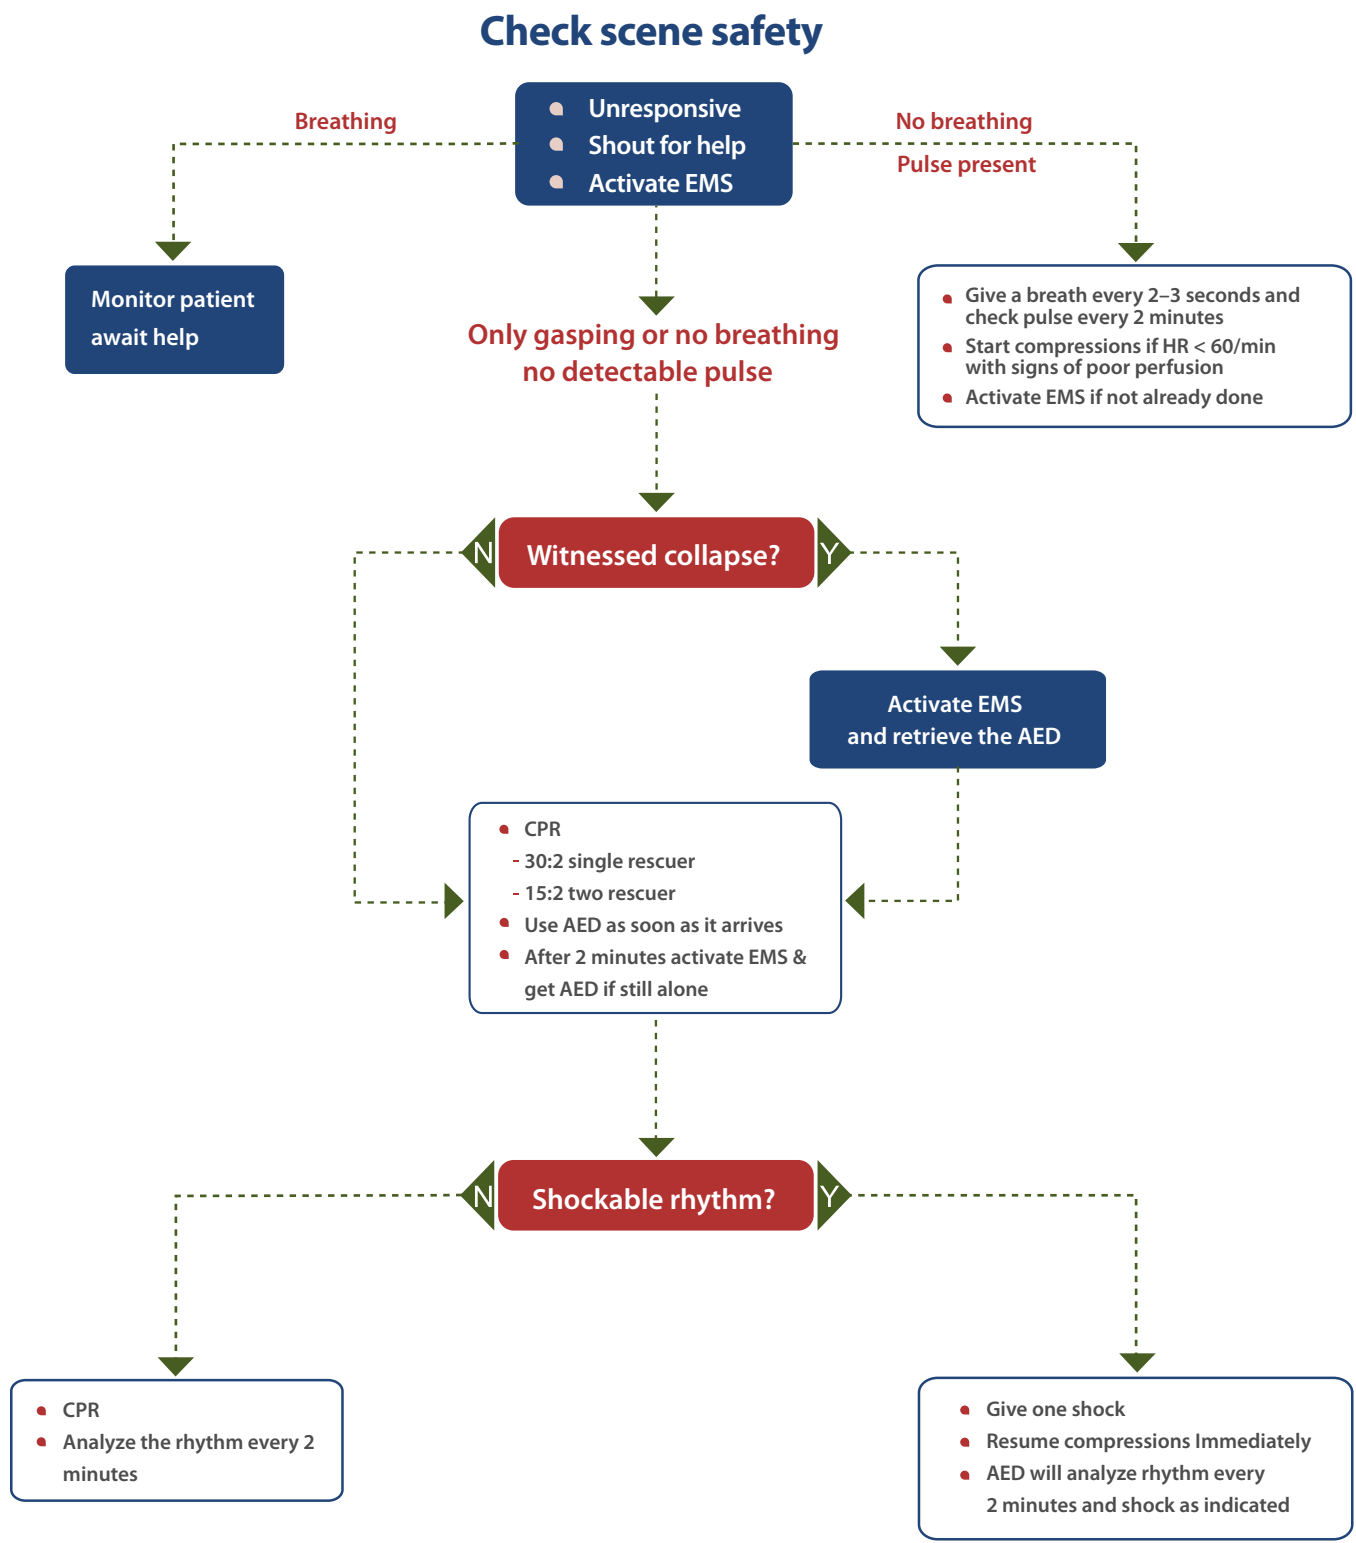 Check scene safety
Unresponsive
Shout for help
Activate EMS
Breathing
No breathing
Pulse present
Monitor patient
await help
Only gasping or no breathing
no detectable pulse
Give a breath every 2–3 seconds and
check pulse every 2 minutes
Start compressions if HR < 60/min
with signs of poor perfusion
Activate EMS if not already done
N
Witnessed collapse?
Y
Activate EMS
and retrieve the AED
CPR
- 30:2 single rescuer
- 15:2 two rescuer
Use AED as soon as it arrives
After 2 minutes activate EMS &
get AED if still alone
N
Shockable rhythm?
Y
CPR
Analyze the rhythm every 2
minutes
Give one shock
Resume compressions Immediately
AED will analyze rhythm every
2 minutes and shock as indicated